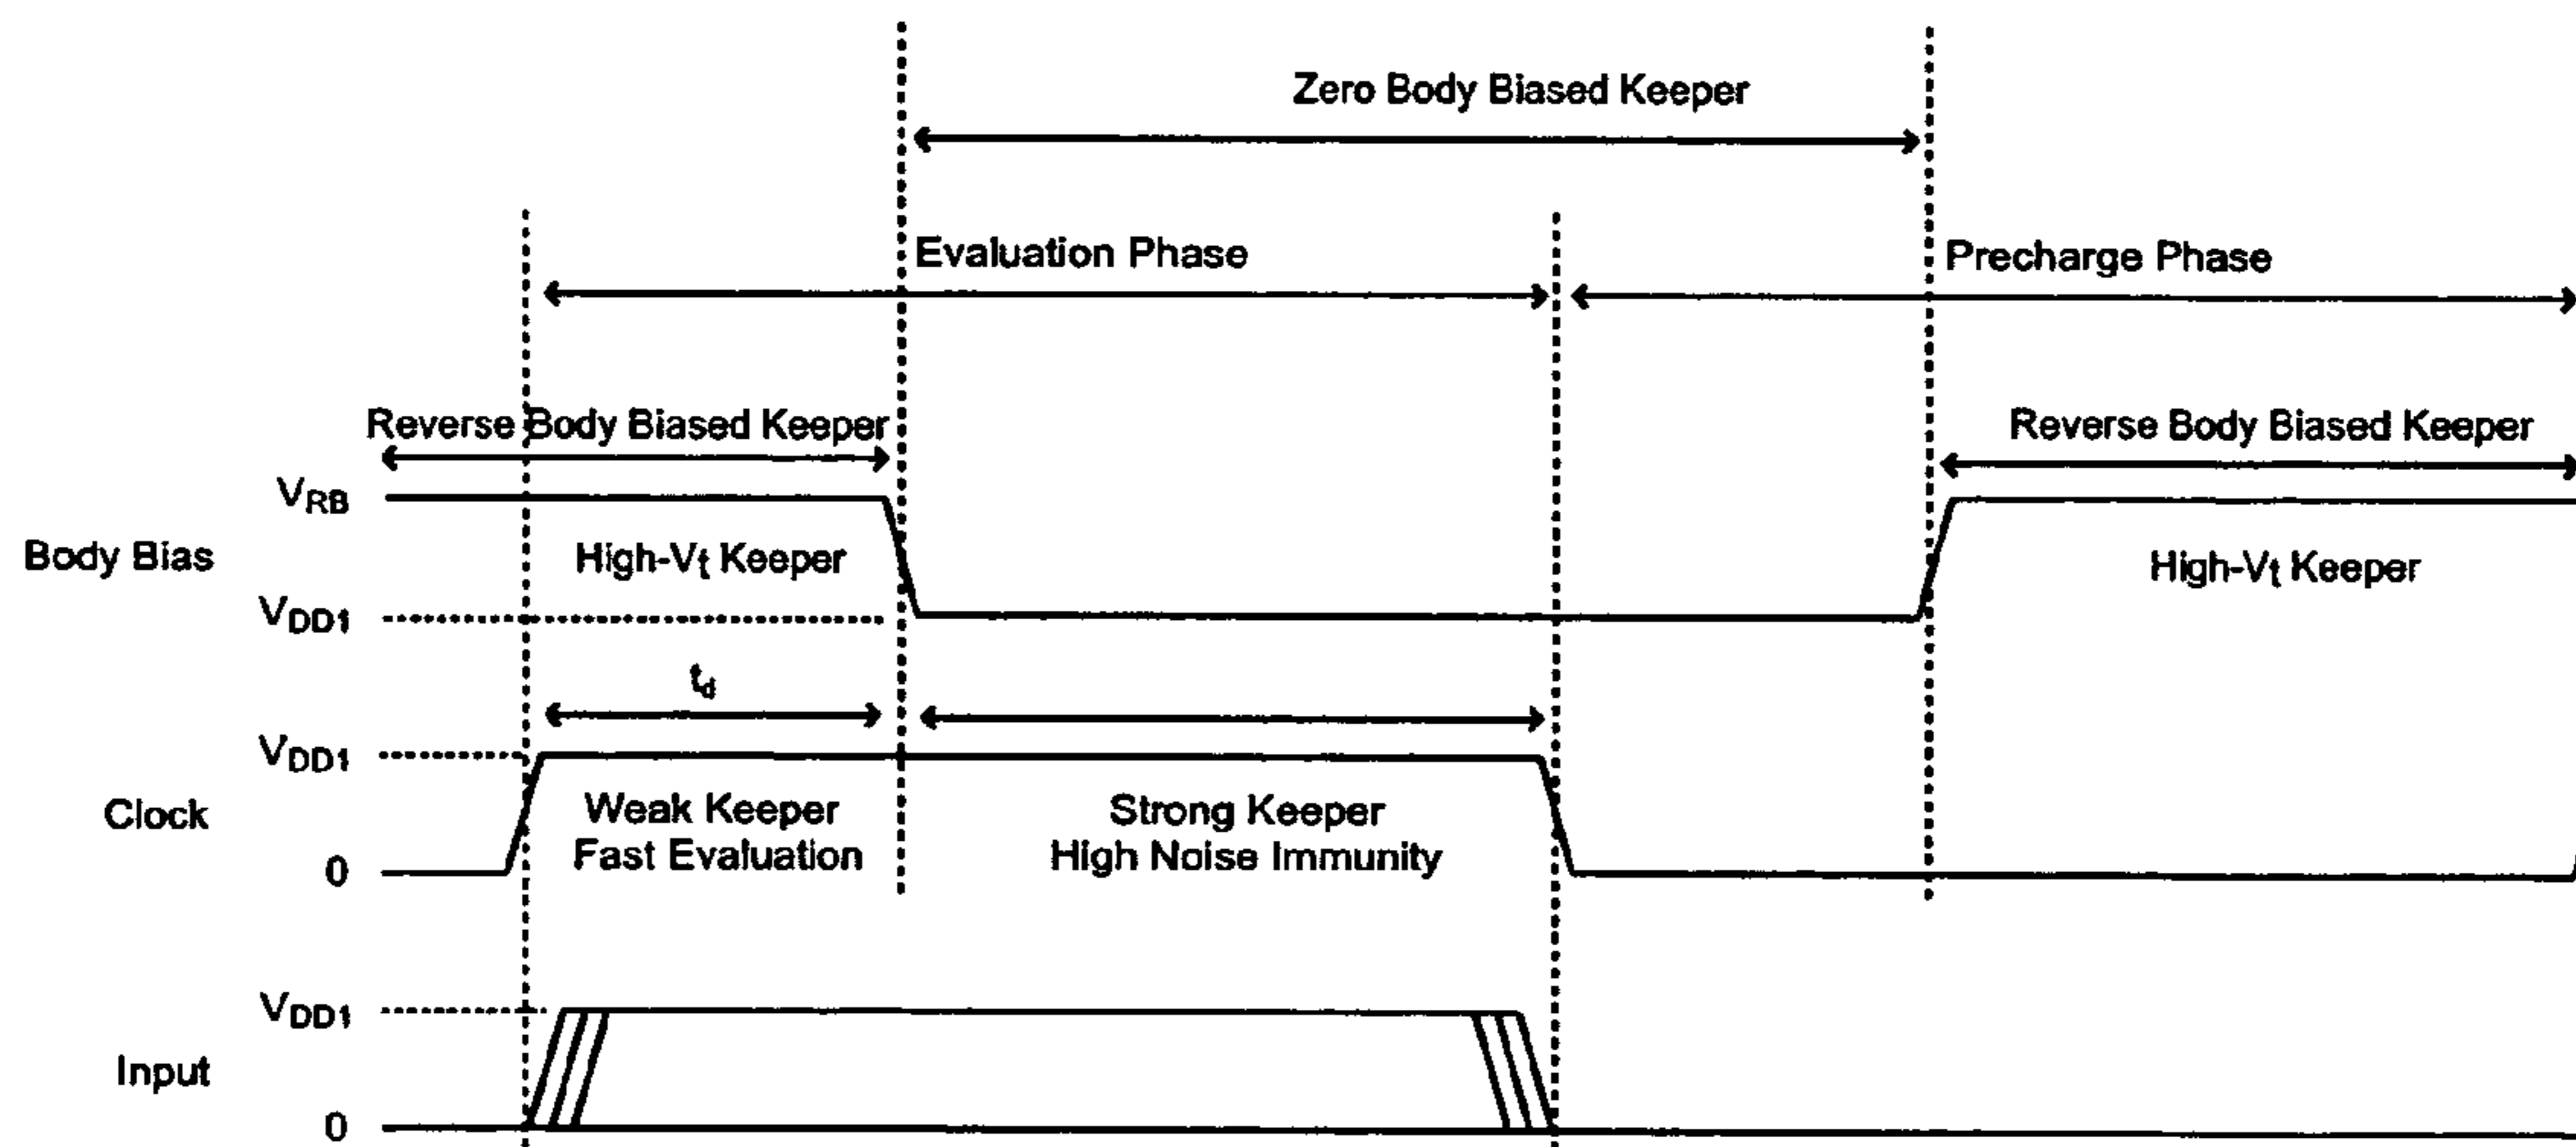 Zero Body Biased Keeper
Evaluation Phase
Precharge Phase
Reverse Body Biased Keeper
Reverse Body Biased Keeper
VRB
Body Bias
High-Vt Keeper
High-Vt Keeper
VDD1
td
VDD1
Clock
Weak Keeper
Fast Evaluation
Strong Keeper
High Noise Immunity
0
VDD1
Input
0